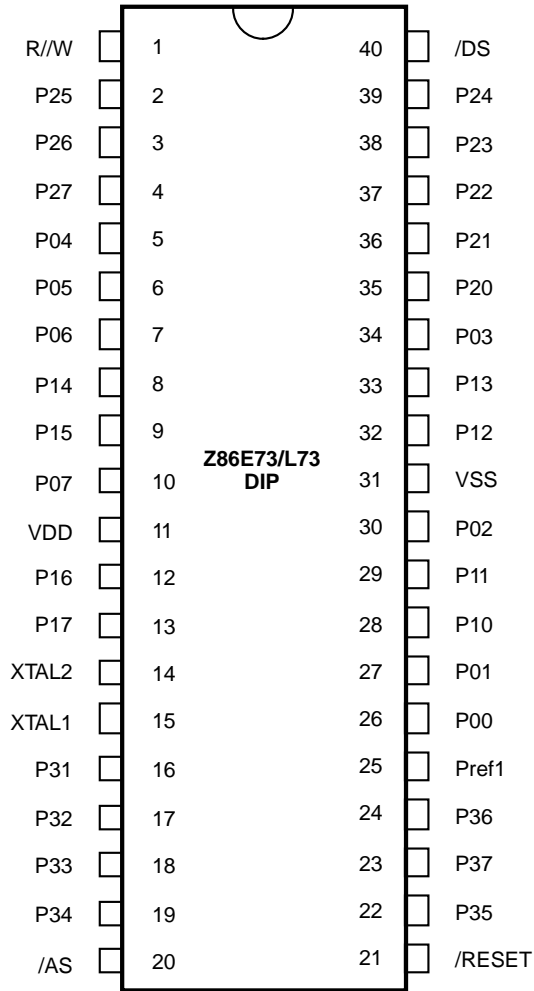 R//W 1 40 /DS
P25 2 39 P24
P26 3 38 P23
P27 4 37 P22
P04 5 36 P21
P05 6 35 P20
P06 7 34 P03
P14 8 33 P13
P15 9 32 P12
Z86E73/L73
P07 10 DIP 31 VSS
VDD 11 30 P02
P16 12 29 P11
P17 13 28 P10
XTAL2 14 27 P01
XTAL1 15 26 P00
P31 16 25 Pref1
P32 17 24 P36
P33 18 23 P37
P34 19 22 P35
/AS 20 21 /RESET